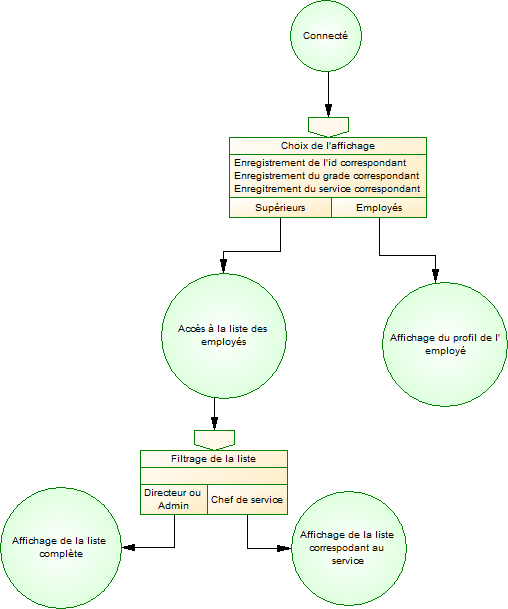 Connecté
Choix de l'affichage
Enregistrement de l'id correspondant
Enregistrement du grade correspondant
Enregitrement du service correspondant
Supérieurs
Employés
Accès à la liste des
employés
Affichage du profil de l'
employé
Filtrage de la liste
Directeur ou
Admin
Chef de service
Affichage de la liste
complète
Affichage de la liste
correspodant au
service